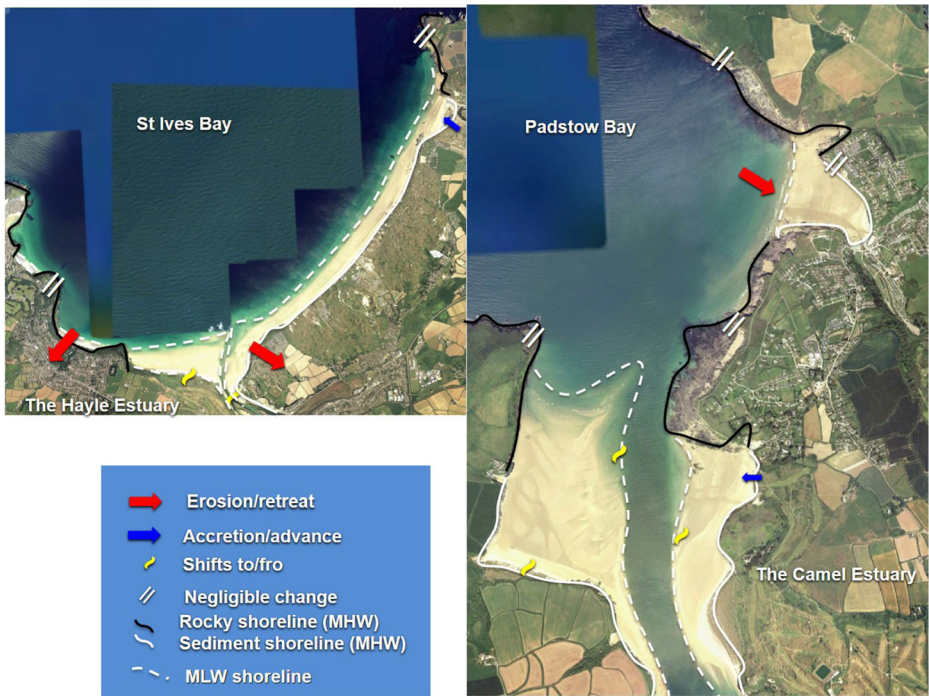 St Ives Bay
The Hayle Estuary
Padstow Bay
The Camel Estuary
Erosion/retreat
Accretion/advance
Shifts to/fro
Negligible change
Rocky shoreline (MHW)
Sediment shoreline (MHW)
MLW shoreline